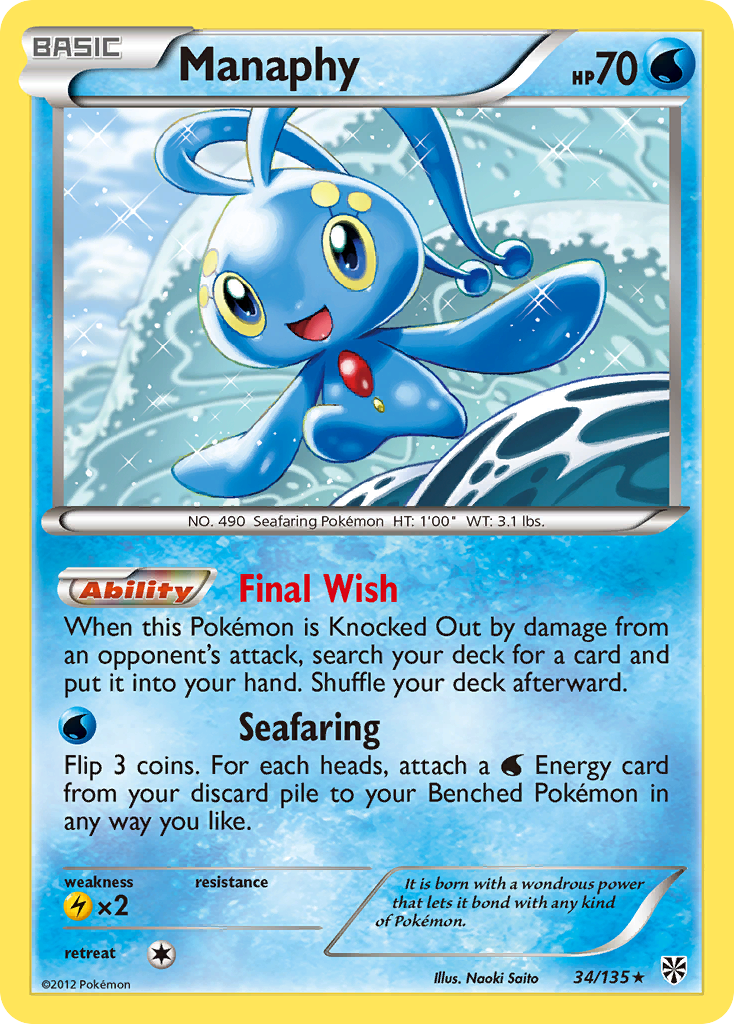 BASIC
Manaphy
HP70
NO. 490 Seafaring Pokémon HT: 1'00" WT: 3.1 lbs.
Ability Final Wish
When this Pokémon is Knocked Out by damage from
an opponent's attack, search your deck for a card and
put it into your hand. Shuffle your deck afterward.
Seafaring
Flip 3 coins. For each heads, attach a Energy card
from your discard pile to your Benched Pokémon in
any way you like.
weakness resistance
×2
retreat
It is born with a wondrous power
that lets it bond with any kind
of Pokémon.
©2012 Pokémon
Illus. Naoki Saito
34/135★